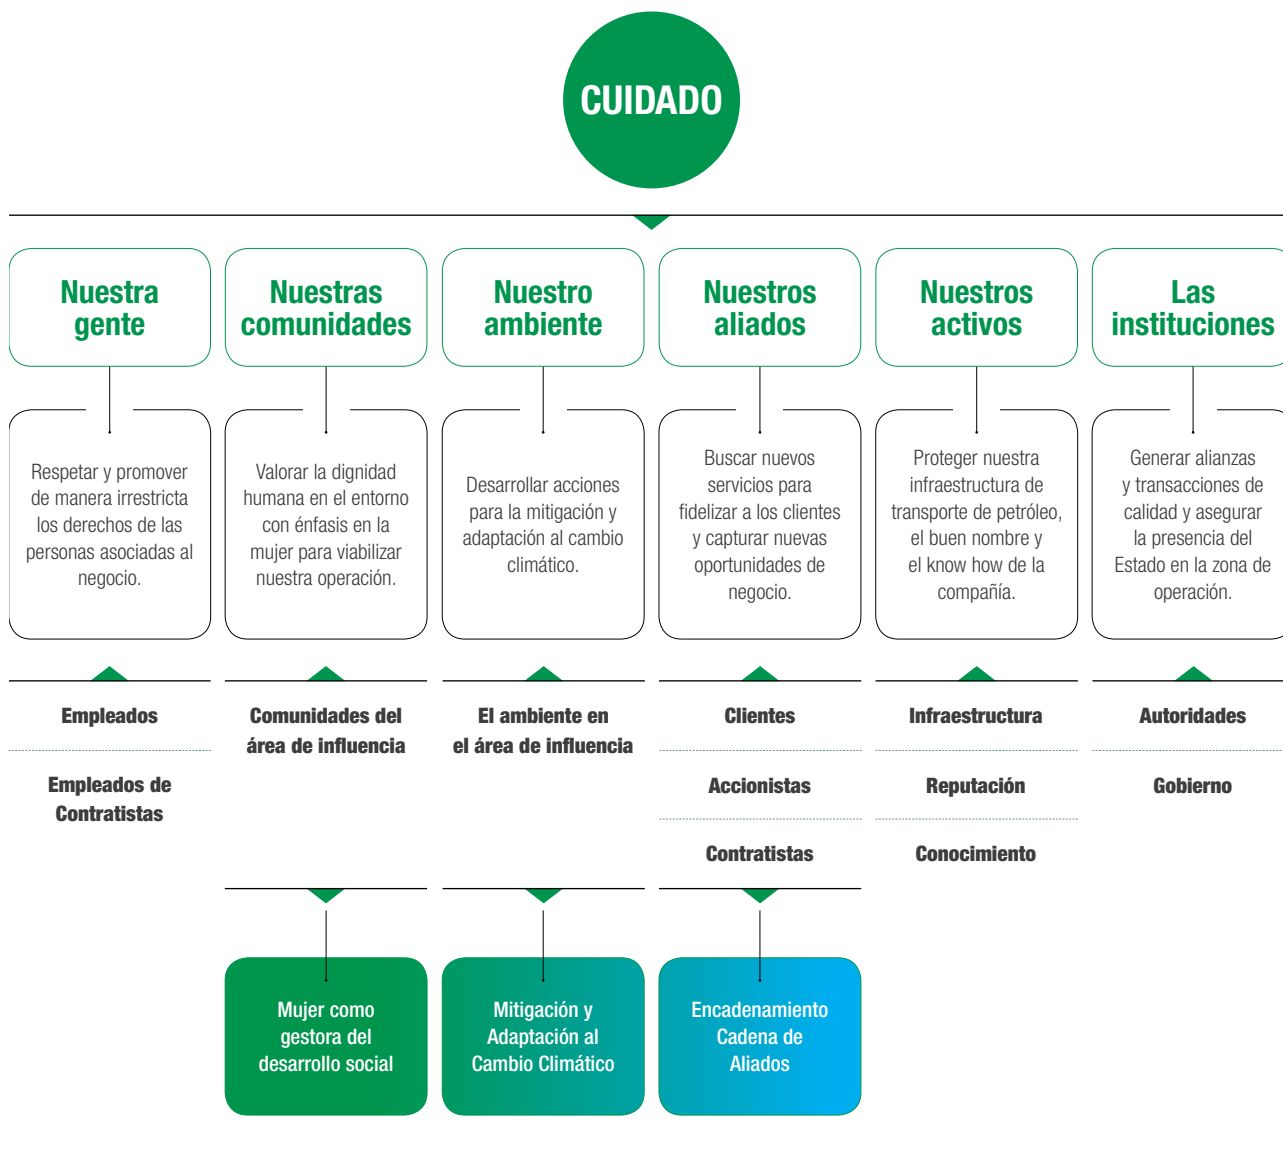 CUIDADO
Nuestra
gente
Nuestras
comunidades
Nuestro
ambiente
Nuestros
aliados
Nuestros
activos
Las
instituciones
Respetar y promover
de manera irrestricta
los derechos de las
personas asociadas al
negocio.
Valorar la dignidad
humana en el entorno
con énfasis en la
mujer para viabilizar
nuestra operación.
Desarrollar acciones
para la mitigación y
adaptación al cambio
climático.
Buscar nuevos
servicios para
fidelizar a los clientes
y capturar nuevas
oportunidades de
negocio.
Proteger nuestra
infraestructura de
transporte de petróleo,
el buen nombre y
el know how de la
compañía.
Generar alianzas
y transacciones de
calidad y asegurar
la presencia del
Estado en la zona de
operación.
Empleados
Empleados de
Contratistas
Comunidades del
área de influencia
El ambiente en
el área de influencia
Clientes
Accionistas
Contratistas
Infraestructura
Reputación
Conocimiento
Autoridades
Gobierno
Mujer como
gestora del
desarrollo social
Mitigación y
Adaptación al
Cambio Climático
Encadenamiento
Cadena de
Aliados